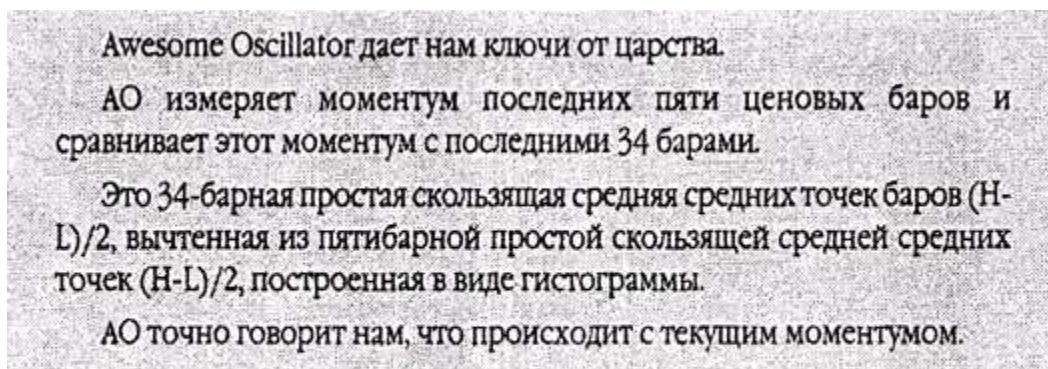 Awesome Oscillator дает нам ключи от царства.
АО измеряет моментум последних пяти ценовых баров и
сравнивает этот моментум с последними 34 барами.
Это 34-барная простая скользящая средняя средних точек баров (H-
L)/2, вычтенная из пятибарной простой скользящей средней средних
точек (H-L)/2, построенная в виде гистограммы.
АО точно говорит нам, что происходит с текущим моментумом.